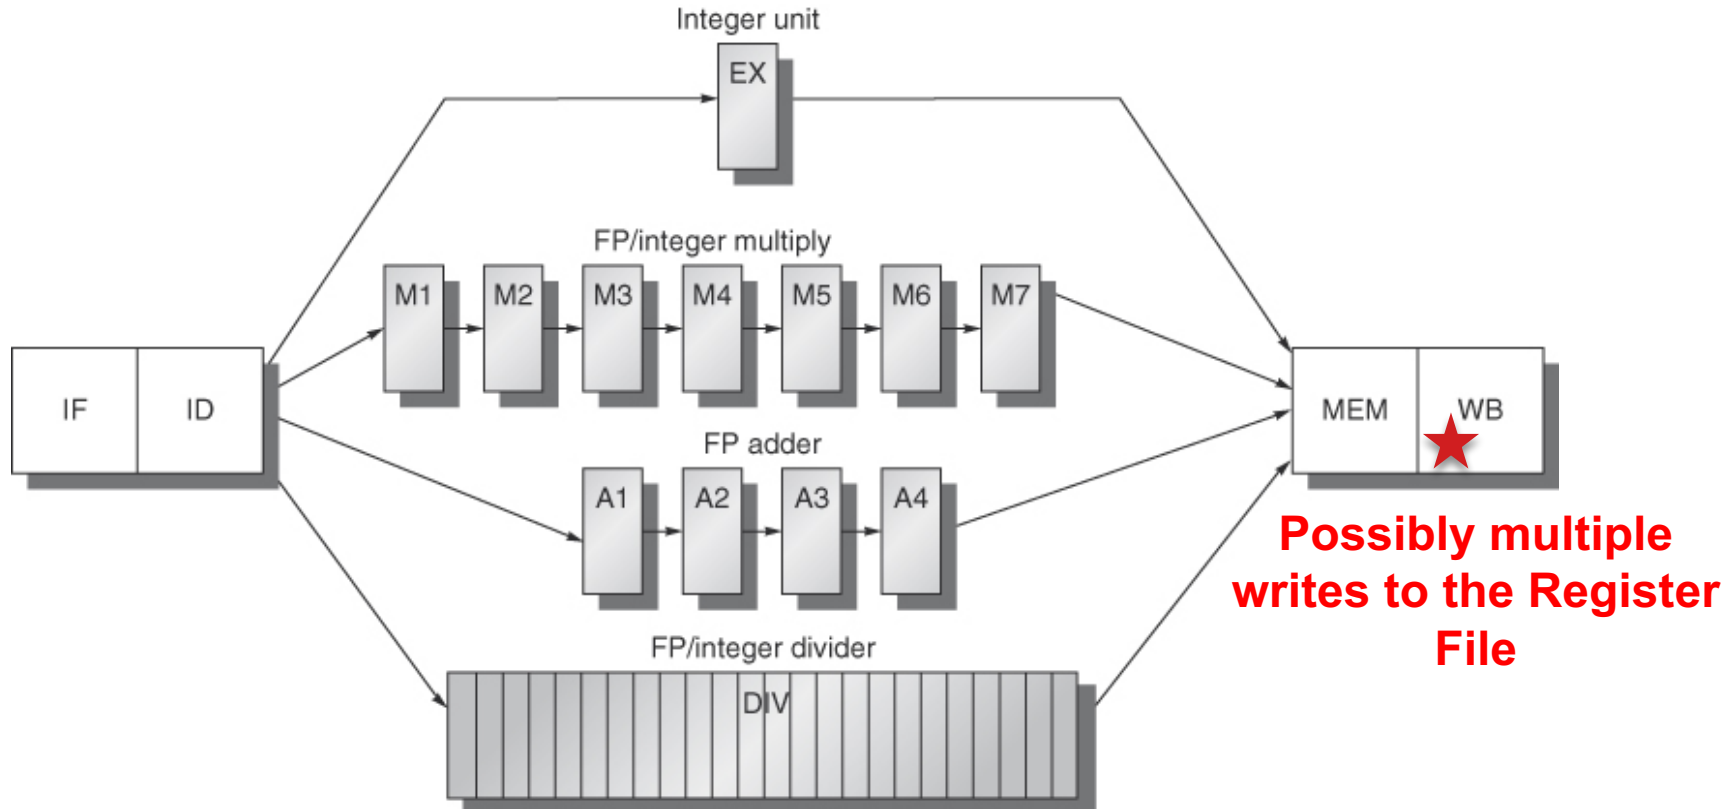 Integer unit
EX
FP/integer multiply
M1 M2 M3 M4 M5 M6 M7
IF ID
MEM WB
FP adder
A1 A2 A3 A4
Possibly multiple
writes to the Register
File
FP/integer divider
DIV